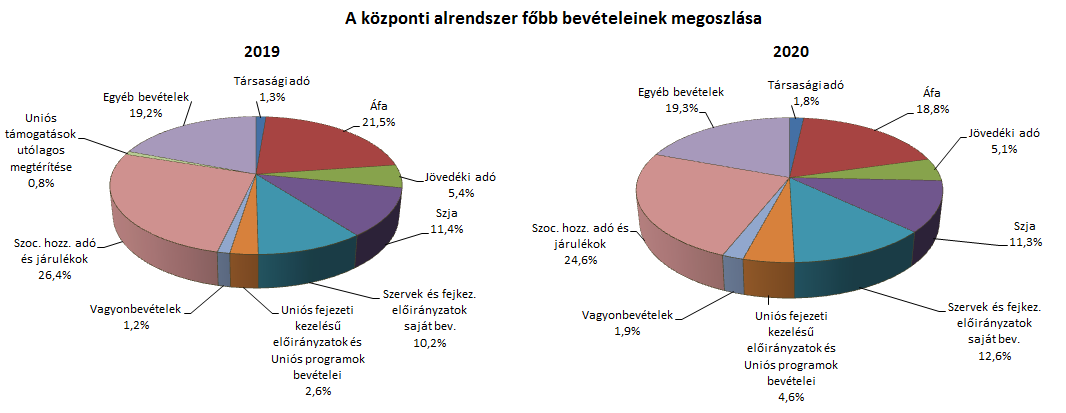 A központi alrendszer főbb bevételeinek megoszlása
2019
Társasági adó
1,3%
Áfa
21,5%
Jövedéki adó
5,4%
Szja
11,4%
Szervek és fejkez.
előirányzatok
saját bev.
10,2%
Uniós fejezeti
kezelésű
előirányzatok és
Uniós programok
bevételei
2,6%
Vagyonbevételek
1,2%
Szoc. hozz. adó
és járulékok
26,4%
Uniós
támogatások
utólagos
megtérítése
0,8%
Egyéb bevételek
19,2%
2020
Társasági adó
1,8%
Áfa
18,8%
Jövedéki adó
5,1%
Szja
11,3%
Szervek és fejkez.
előirányzatok
saját bev.
12,6%
Uniós fejezeti
kezelésű
előirányzatok és
Uniós programok
bevételei
4,6%
Vagyonbevételek
1,9%
Szoc. hozz. adó és
járulékok
24,6%
Egyéb bevételek
19,3%